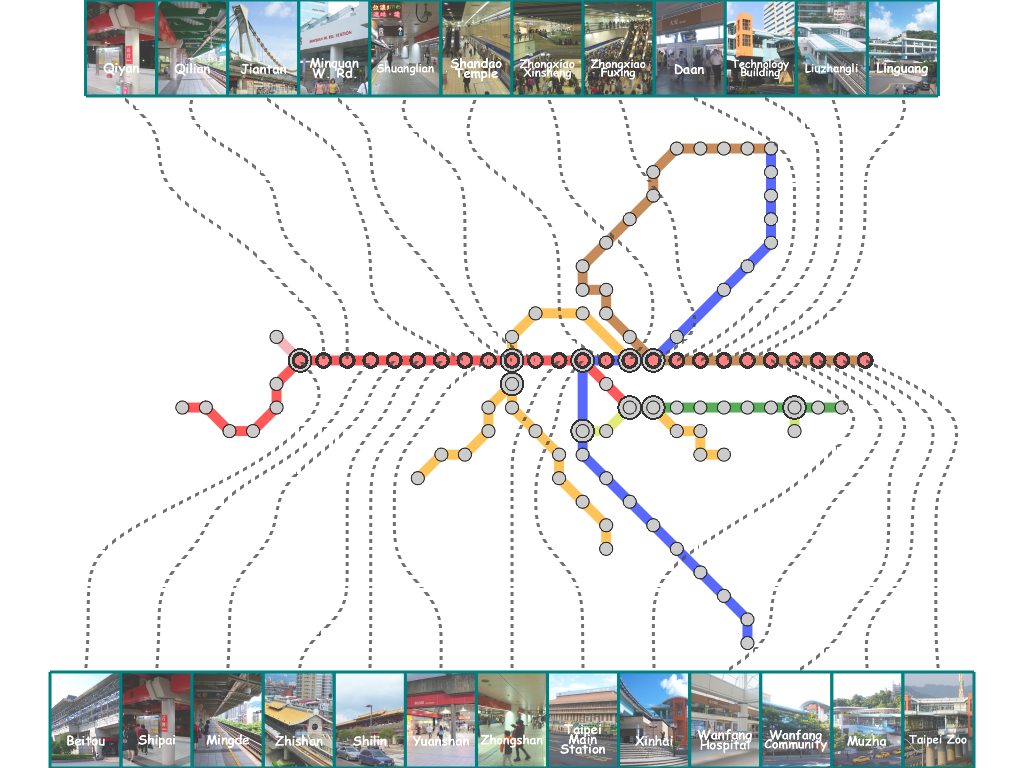 Qiyan
Qilian
Jiantan
Minquan
W. Rd.
Shuanglian
Shandao
Temple
Zhongxiao
Xinsheng
Zhongxiao
Fuxing
Daan
Technology
Building
Liuzhangli
Linguang
Beitou
Shipai
Mingde
Zhishan
Shilin
Yuanshan
Zhongshan
Taipei
Main
Station
Xinhai
Wanfang
Hospital
Wanfang
Community
Muzha
Taipei Zoo